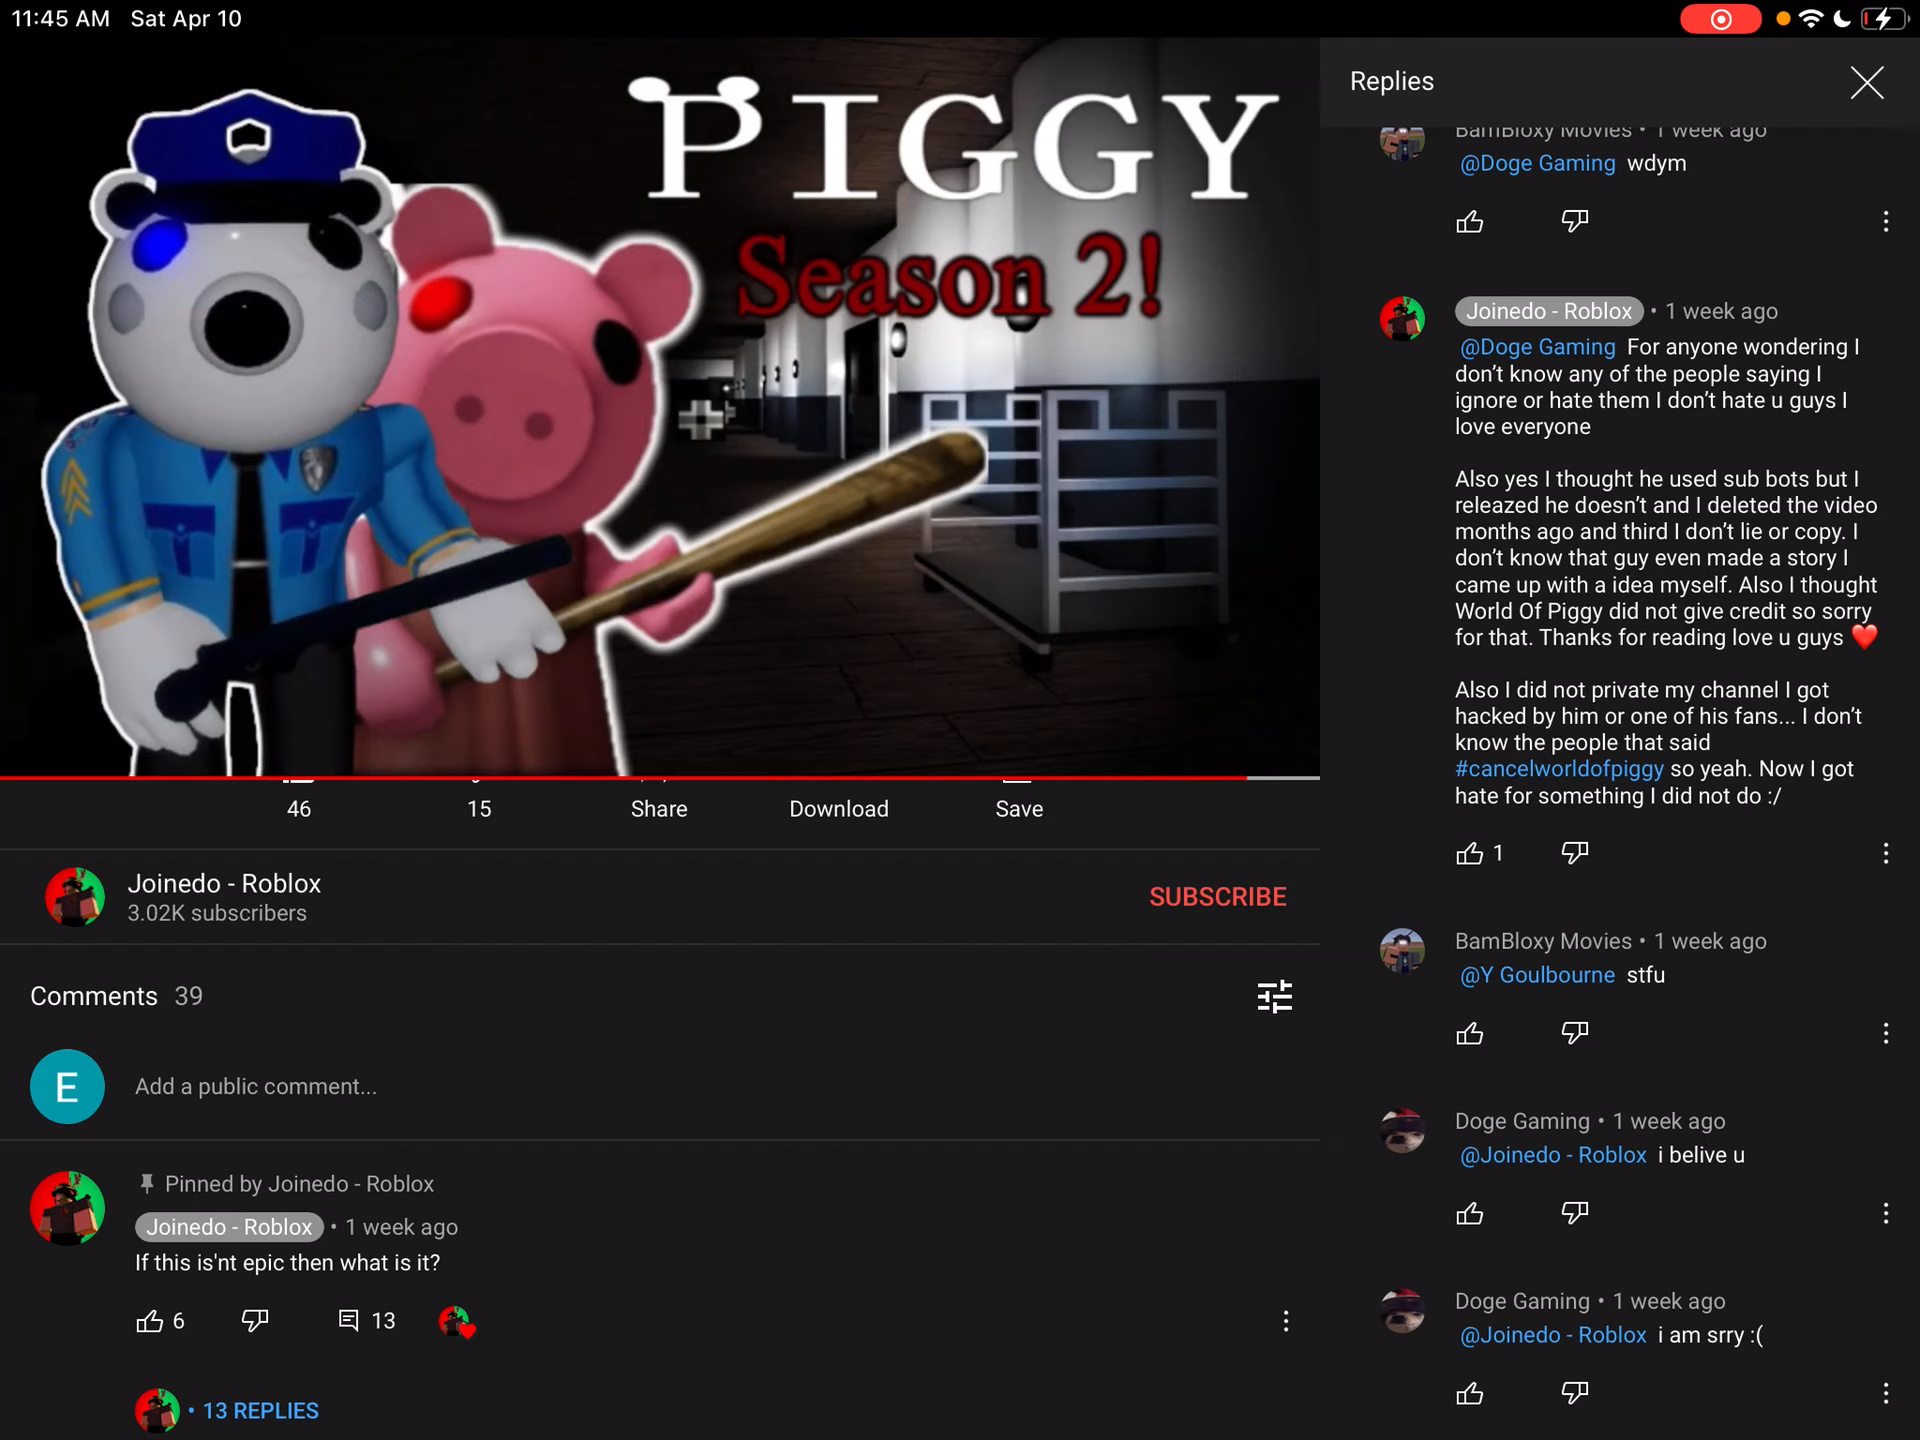 11:45 AM Sat Apr 10
PIGGY
Season 2!
46
15
Share
Download
Save
Joinedo - Roblox
3.02K subscribers
SUBSCRIBE
Comments 39
E
Add a public comment...
Pinned by Joinedo - Roblox
Joinedo - Roblox • 1 week ago
If this is'nt epic then what is it?
6
13
• 13 REPLIES
Replies
BamBloxy Movies • 1 week ago
@Doge Gaming wdym
Joinedo - Roblox • 1 week ago
@Doge Gaming For anyone wondering I
don't know any of the people saying I
ignore or hate them I don't hate u guys I
love everyone
Also yes I thought he used sub bots but I
releazed he doesn't and I deleted the video
months ago and third I don't lie or copy. I
don't know that guy even made a story I
came up with a idea myself. Also I thought
World Of Piggy did not give credit so sorry
for that. Thanks for reading love u guys ❤️
Also I did not private my channel I got
hacked by him or one of his fans... I don't
know the people that said
#cancelworldofpiggy so yeah. Now I got
hate for something I did not do :/
1
BamBloxy Movies • 1 week ago
@Y Goulbourne stfu
Doge Gaming • 1 week ago
@Joinedo - Roblox i belive u
Doge Gaming • 1 week ago
@Joinedo - Roblox i am srry :(